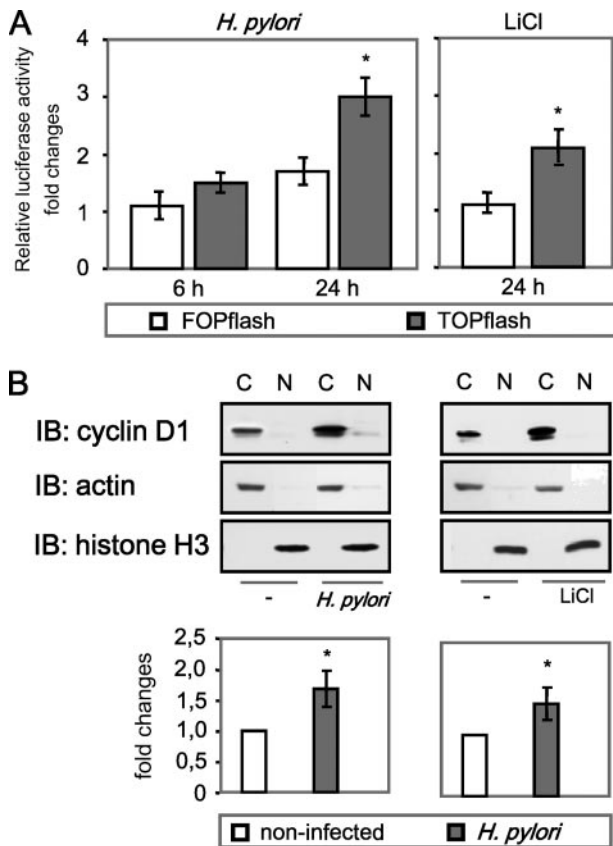 A
H. pylori
LiCl
Relative luciferase activity
fold changes
4
3
2
1
0
*
*
6 h
24 h
24 h
FOPflash
TOPflash
B
C N C N
C N C N
IB: cyclin D1
IB: actin
IB: histone H3
-
H. pylori
-
LiCl
fold changes
2,5
2,0
1,5
1,0
0,5
0
*
*
non-infected
H. pylori